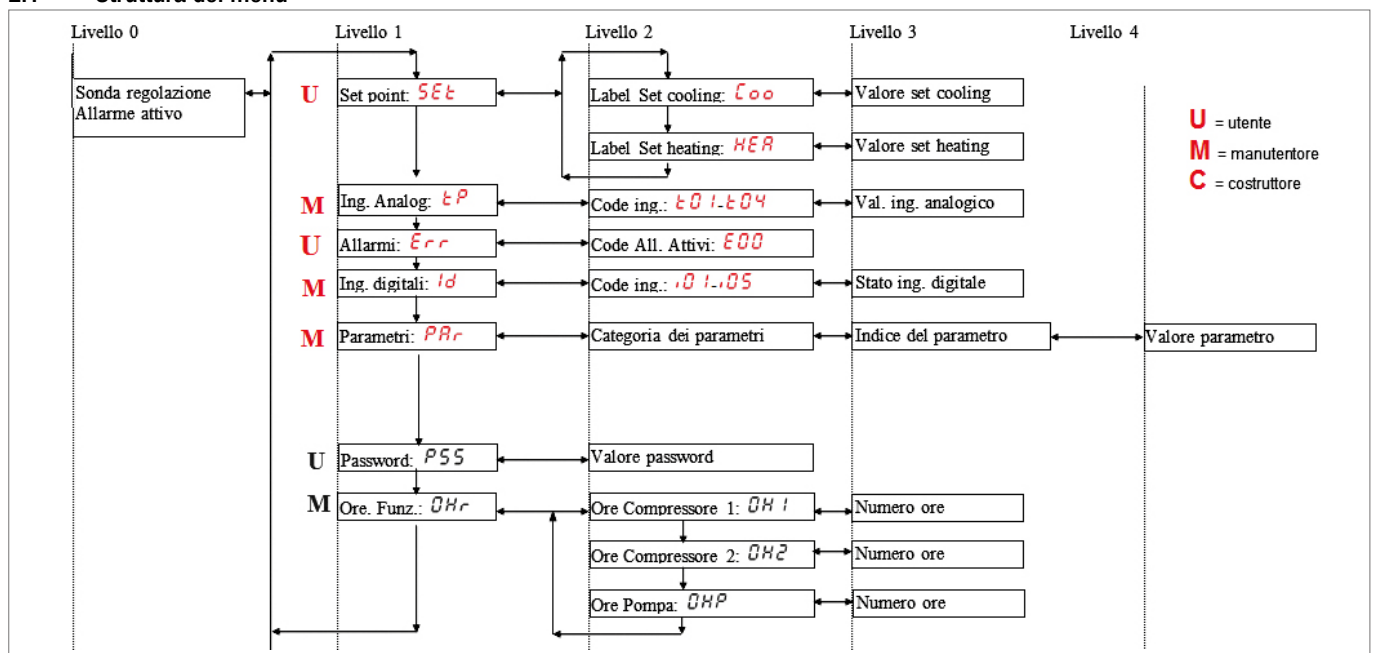 Livello 0 Livello 1 Livello 2 Livello 3 Livello 4
Sonda regolazione
Allarme attivo
U Set point: SEt Label Set cooling: Coo Valore set cooling
Label Set heating: HEA Valore set heating
U = utente
M = manutentore
C = costruttore
M Ing. Analog: tP Code ing.: t01-t04 Val. ing. analogico
U Allarmi: Err Code All. Attivi: E00
M Ing. digitali: Id Code ing.: i01-i05 Stato ing. digitale
M Parametri: PAr Categoria dei parametri Indice del parametro Valore parametro
U Password: PSS Valore password
M Ore. Funz.: OHr Ore Compressore 1: OH1 Numero ore
Ore Compressore 2: OH2 Numero ore
Ore Pompa: OHP Numero ore